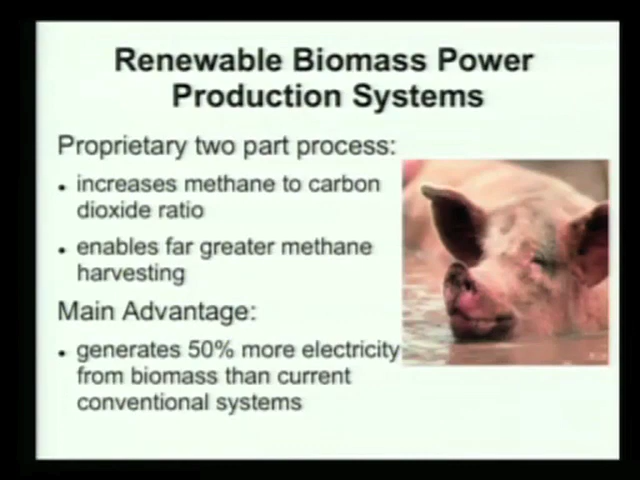 Renewable Biomass Power
Production Systems
Proprietary two part process:
• increases methane to carbon
dioxide ratio
• enables far greater methane
harvesting
Main Advantage:
• generates 50% more electricity
from biomass than current
conventional systems